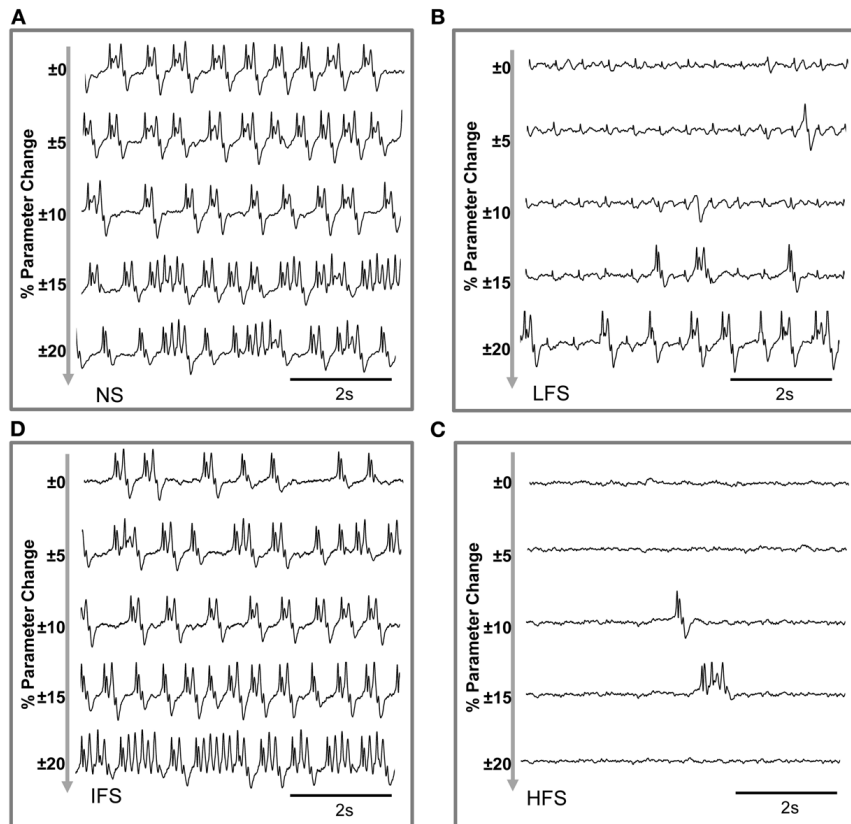 A
% Parameter Change
±0
±5
±10
±15
±20
NS
2s
B
% Parameter Change
±0
±5
±10
±15
±20
LFS
2s
D
% Parameter Change
±0
±5
±10
±15
±20
IFS
2s
C
% Parameter Change
±0
±5
±10
±15
±20
HFS
2s